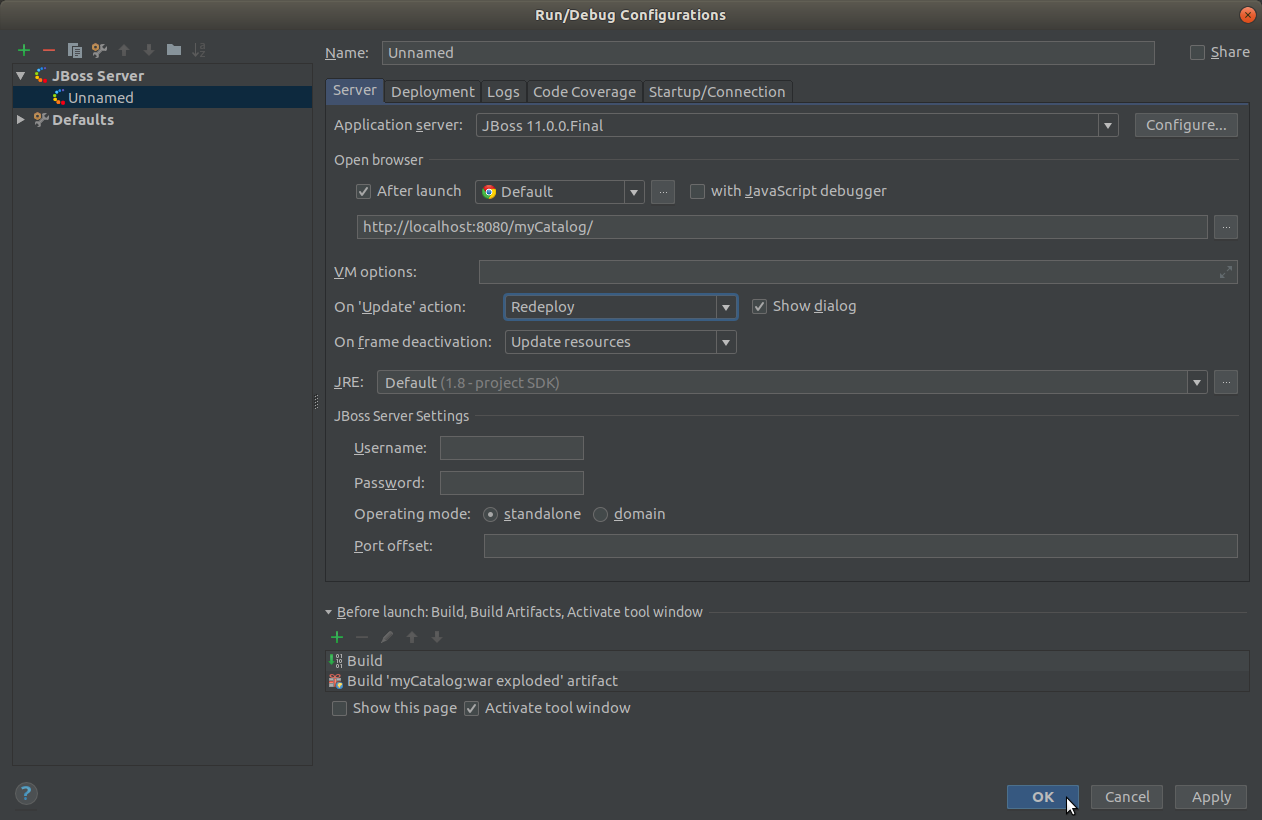 Run/Debug Configurations
Name: Unnamed Share
JBoss Server
Unnamed
Defaults
Server Deployment Logs Code Coverage Startup/Connection
Application server: JBoss 11.0.0.Final Configure...
Open browser
After launch Default ... with JavaScript debugger
http://localhost:8080/myCatalog/ ...
VM options:
On 'Update' action: Redeploy Show dialog
On frame deactivation: Update resources
JRE: Default (1.8 - project SDK) ...
JBoss Server Settings
Username:
Password:
Operating mode: standalone domain
Port offset:
Before launch: Build, Build Artifacts, Activate tool window
Build
Build 'myCatalog:war exploded' artifact
Show this page Activate tool window
? OK Cancel Apply